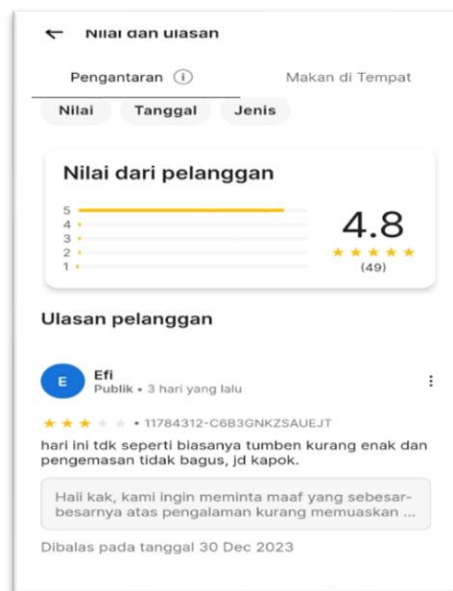 ← Nilai dan ulasan
Pengantaran ⓘ
Makan di Tempat
Nilai
Tanggal
Jenis
Nilai dari pelanggan
5
4
3
2
1
4.8
★★★★★
(49)
Ulasan pelanggan
E
Efi
Publik • 3 hari yang lalu
★★★★★ • 11784312-C6B3GNKZSAUEJT
hari ini tdk seperti biasanya tumben kurang enak dan
pengemasan tidak bagus, jd kapok.
Haii kak, kami ingin meminta maaf yang sebesar-
besarnya atas pengalaman kurang memuaskan ...
Dibalas pada tanggal 30 Dec 2023